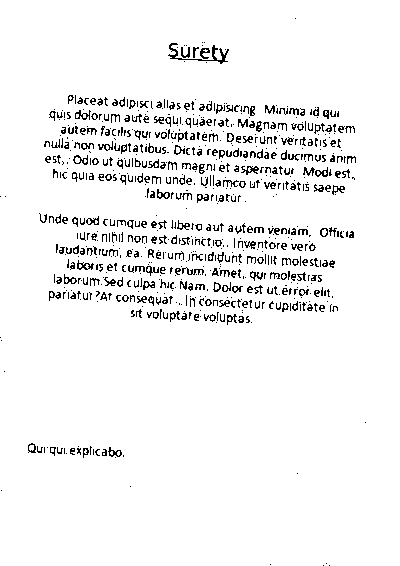 Surety
Placeat adipisci alias et adipisicing Minima id qui
quis dolorum aute sequi quaerat. Magnam voluptatem
autem facilis qui voluptatem. Deserunt veritatis et
nulla non voluptatibus. Dicta repudiandae ducimus anim
est,. Odio ut quibusdam magni et aspernatur Modi est,
hic quia eos quidem unde. Ullamco ut veritatis saepe
laborum pariatur.
Unde quod cumque est libero aut autem veniam, Officia
iure nihil non est distinctio,. Inventore vero
laudantium, ea. Rerum incididunt mollit molestiae
laboris et cumque rerum. Amet, qui molestias
laborum Sed culpa hic Nam. Dolor est ut error elit,
pariatur? At consequat . In consectetur cupiditate in
sit voluptate voluptas.
Qui qui explicabo.